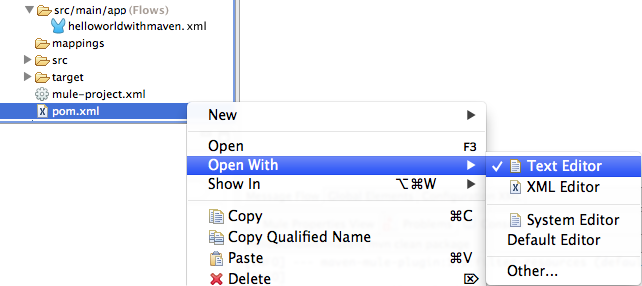 src/main/app (Flows)
helloworldwithmaven.xml
mappings
src
target
mule-project.xml
pom.xml
New
Open F3
Open With
Show In ⌥⌘W
Copy ⌘C
Copy Qualified Name
Paste ⌘V
Delete ⌦
Text Editor
XML Editor
System Editor
Default Editor
Other...